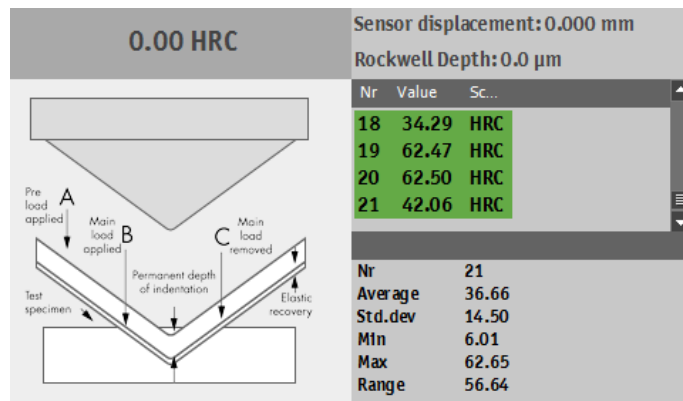 0.00 HRC
Sensor displacement: 0.000 mm
Rockwell Depth: 0.0 µm
Nr Value Sc...
18 34.29 HRC
19 62.47 HRC
20 62.50 HRC
21 42.06 HRC
Pre
load
applied
A
Main
load
applied
B
C
Main
load
removed
Permanent depth
of indentation
Test
specimen
Elastic
recovery
Nr 21
Average 36.66
Std.dev 14.50
Min 6.01
Max 62.65
Range 56.64